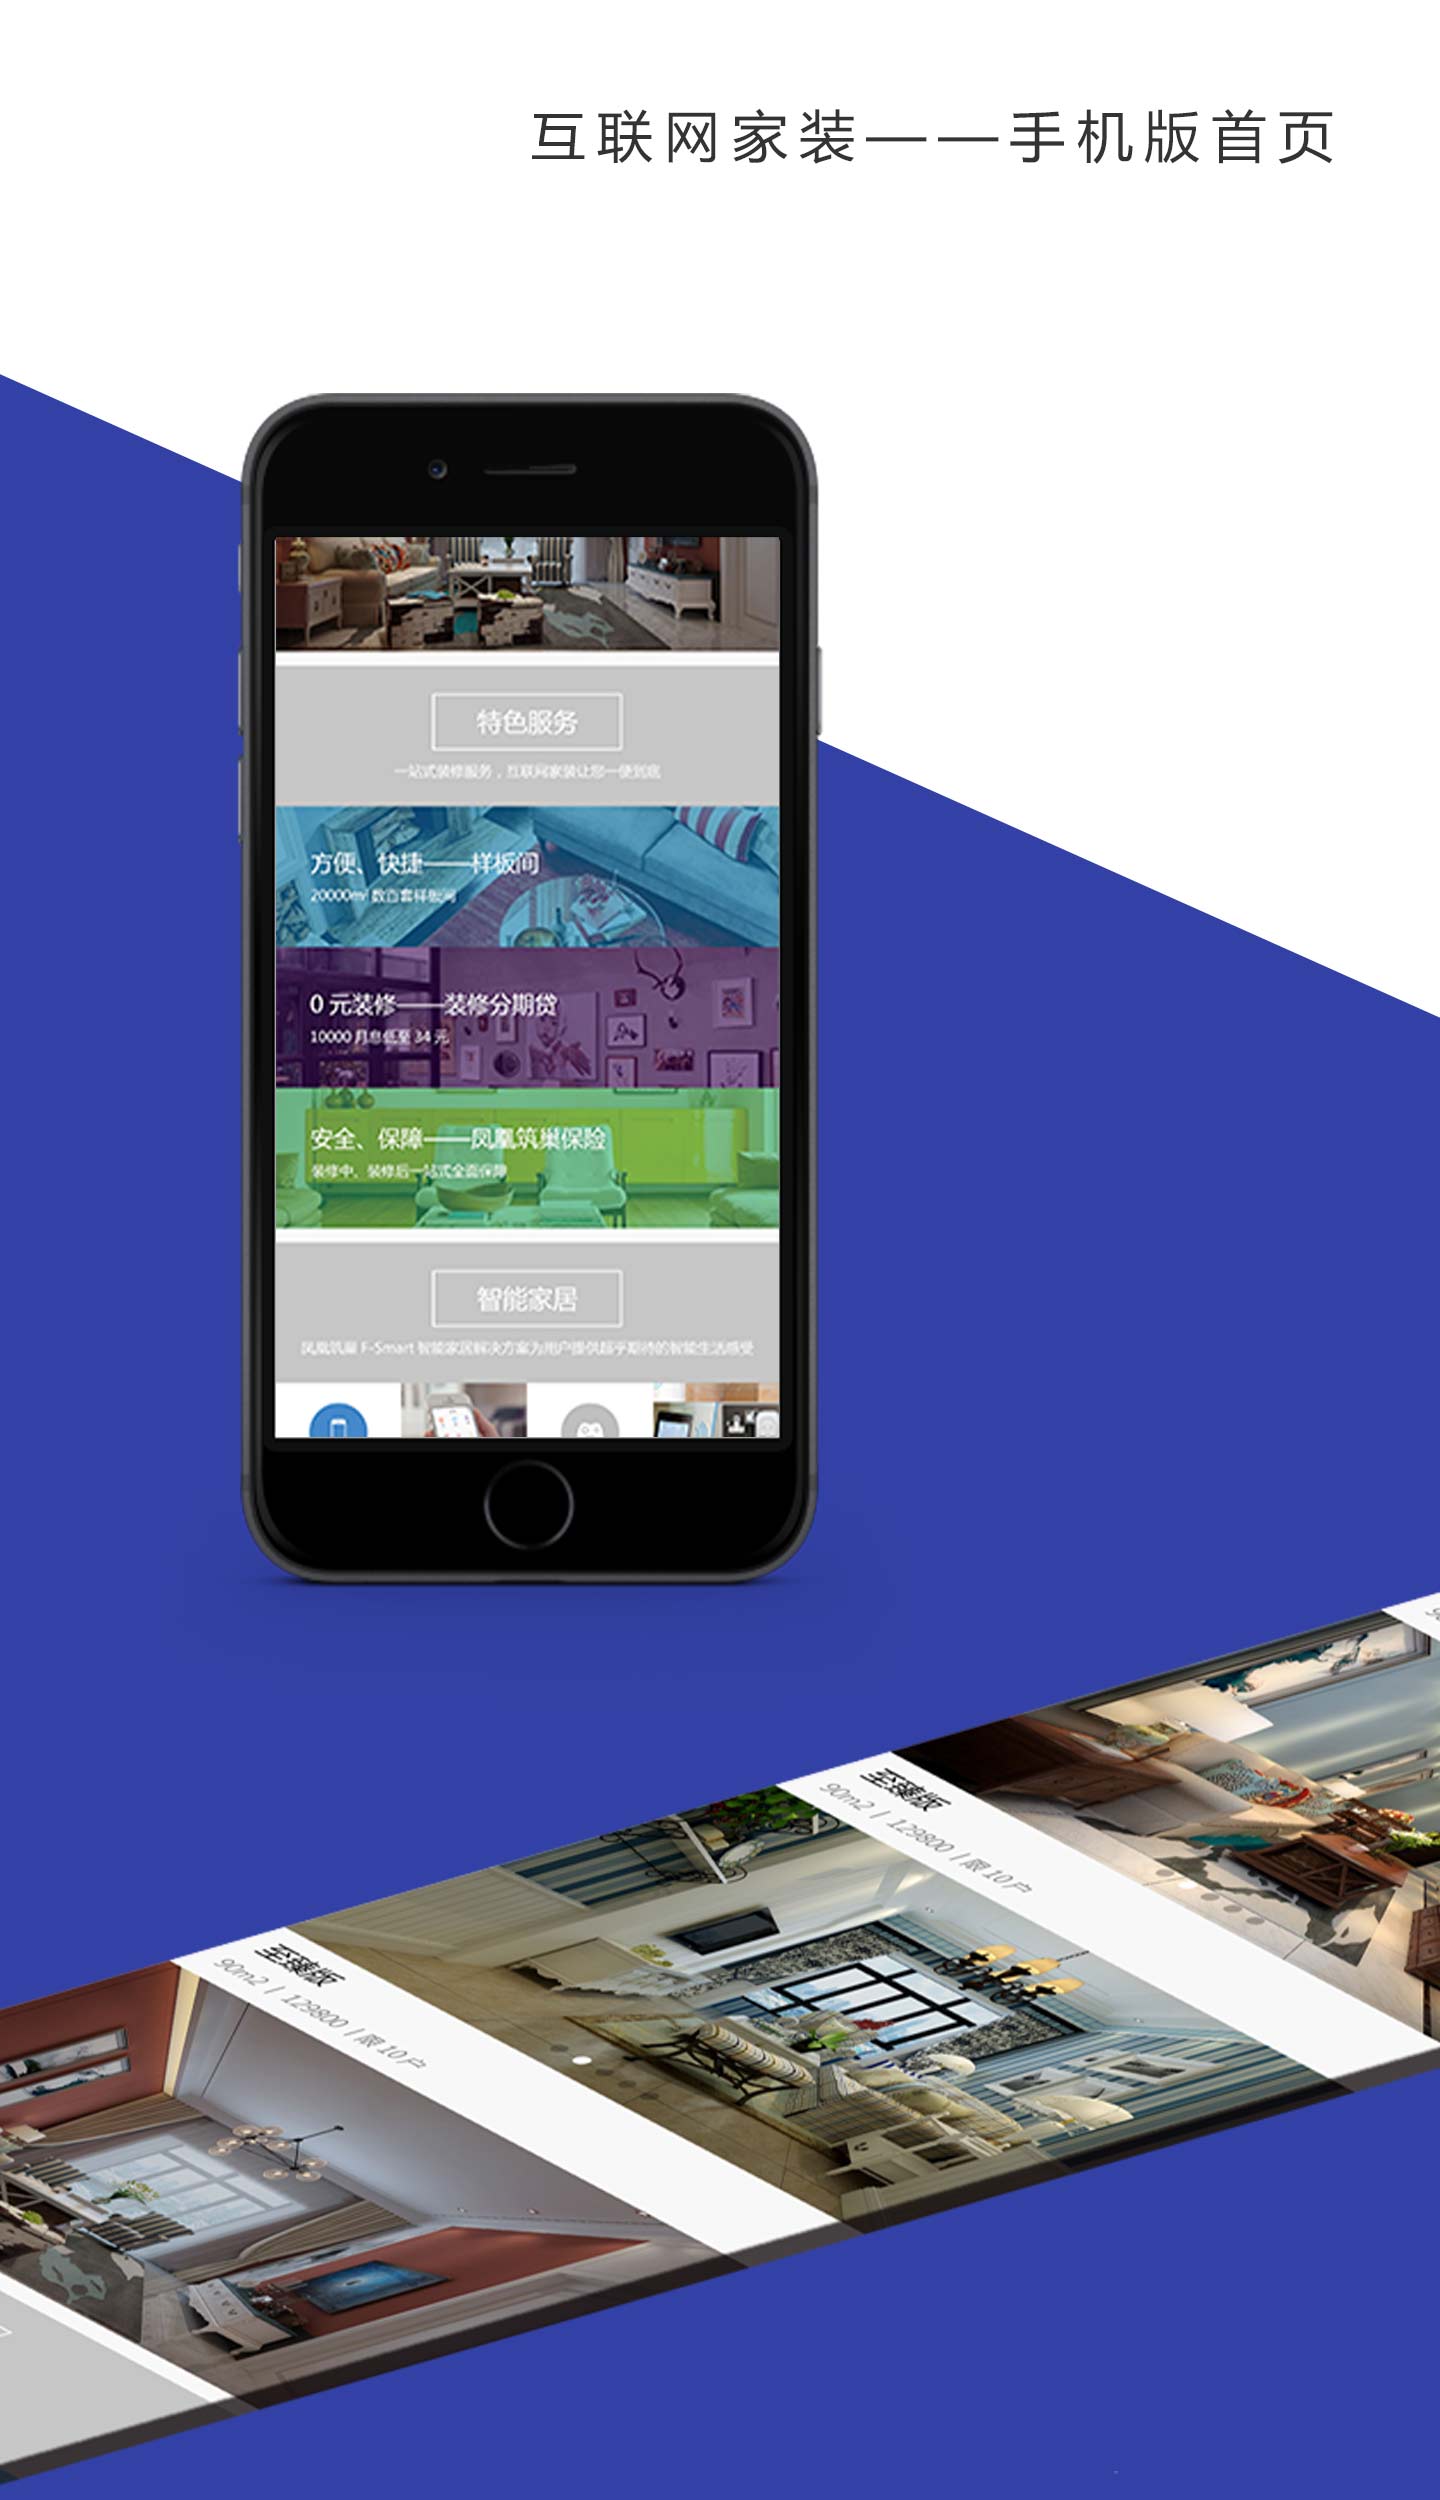 互联网家装——手机版首页
特色服务
一站式装修服务，互联网家装让您一便到底
方便、快捷——样板间
20000m² 数百套样板间
0 元装修——装修分期贷
10000 月息低至 34 元
安全、保障——凤凰筑巢保险
装修中、装修后一站式全面保障
智能家居
凤凰筑巢 F-Smart 智能家居解决方案为用户提供超乎期待的智能生活感受
至臻版
90m2 | 129800 | 限 10 户
至臻版
90m2 | 129800 | 限 10 户